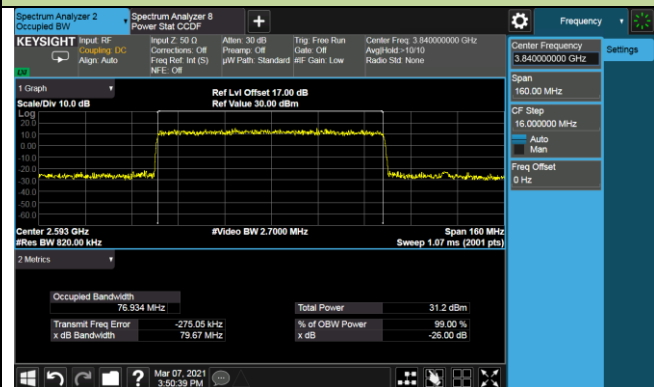 Spectrum Analyzer 2
Occupied BW
Spectrum Analyzer 8
Power Stat CCDF
Frequency
KEYSIGHT
Input: RF
Coupling: DC
Align: Auto
Input Z: 50 Ω
Corrections: Off
Freq Ref: Int (S)
NFE: Off
Atten: 30 dB
Preamp: Off
µW Path: Standard
Trig: Free Run
Gate: Off
#IF Gain: Low
Center Freq: 3.840000000 GHz
Avg|Hold:>10/10
Radio Std: None
Center Frequency
3.840000000 GHz
Settings
Span
160.00 MHz
CF Step
16.000000 MHz
Auto
Man
Freq Offset
0 Hz
1 Graph
Scale/Div 10.0 dB
Ref Lvl Offset 17.00 dB
Ref Value 30.00 dBm
Log
20.0
10.0
0.00
-10.0
-20.0
-30.0
-40.0
-50.0
-60.0
Center 2.593 GHz
#Res BW 820.00 kHz
#Video BW 2.7000 MHz
Span 160 MHz
Sweep 1.07 ms (2001 pts)
2 Metrics
Occupied Bandwidth
76.934 MHz
Total Power 31.2 dBm
Transmit Freq Error -275.05 kHz
% of OBW Power 99.00 %
x dB Bandwidth 79.67 MHz
x dB -26.00 dB
Mar 07, 2021
3:50:39 PM